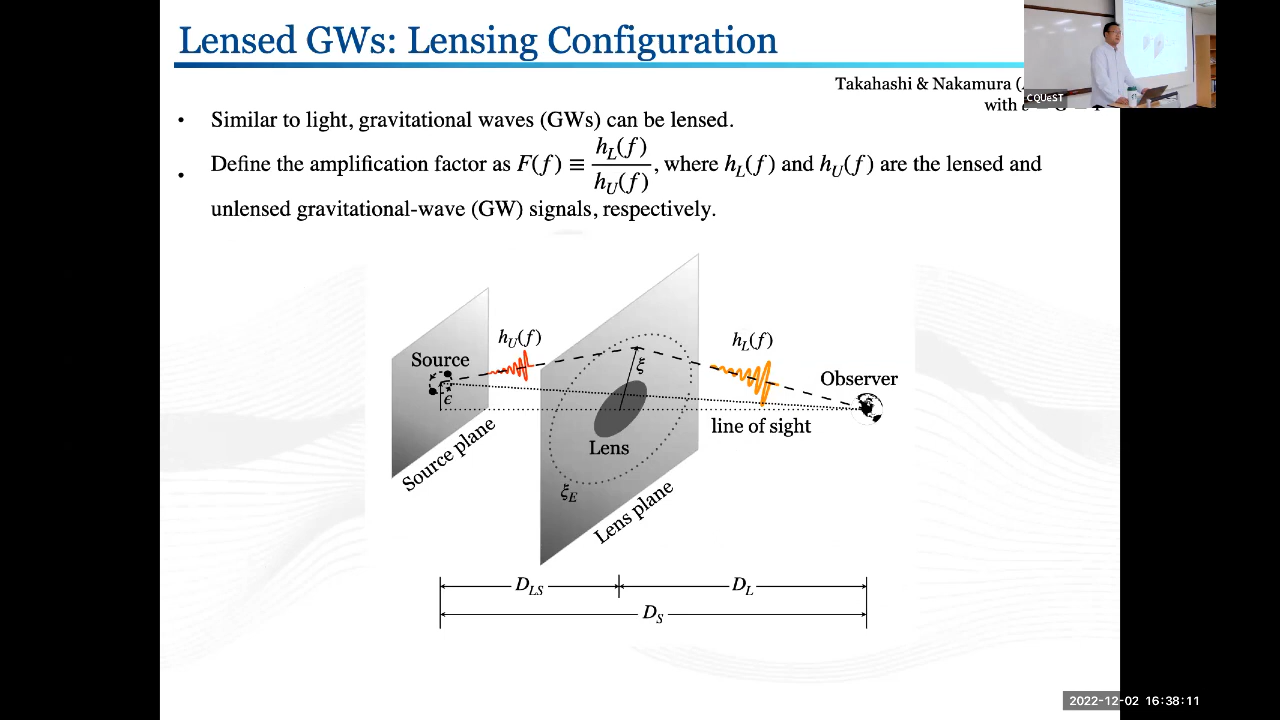 Lensed GWs: Lensing Configuration
Takahashi & Nakamura (
with
CQUeST
• Similar to light, gravitational waves (GWs) can be lensed.
• Define the amplification factor as F(f) ≡ h_L(f) / h_U(f), where h_L(f) and h_U(f) are the lensed and
unlensed gravitational-wave (GW) signals, respectively.
h_U(f)
h_L(f)
Source
ξ
Observer
ϵ
line of sight
Lens
Source plane
ξ_E
Lens plane
D_LS
D_L
D_S
2022-12-02 16:38:11